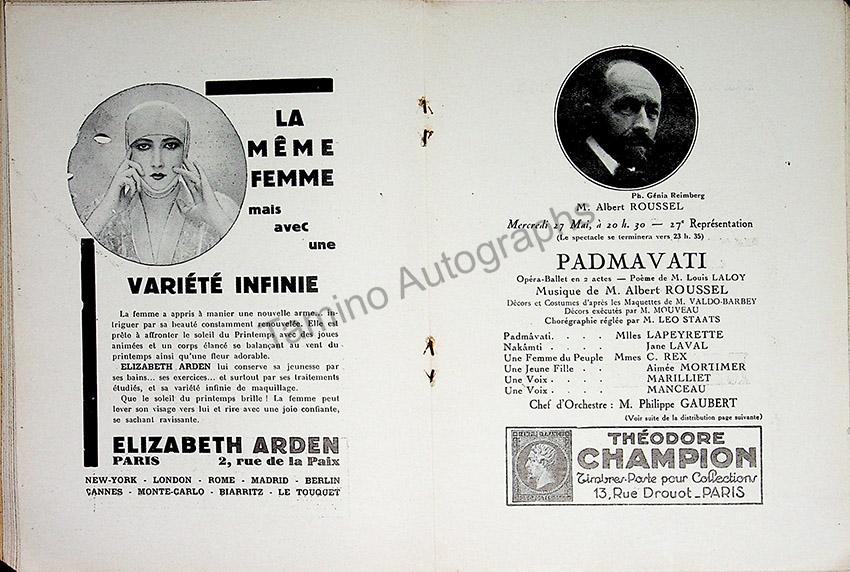 LA
MÊME
FEMME
mais
avec
une
VARIÉTÉ INFINIE
La femme a appris à manier une nouvelle arme: in-
triguer par sa beauté constamment renouvelée. Elle est
prête à affronter le soleil du Printemps avec des joues
animées et un corps élancé se balançant au vent du
printemps ainsi qu'une fleur adorable.
ELIZABETH ARDEN lui conserve sa jeunesse par
ses bains... ses exercices... et surtout par ses traitements
étudiés, et sa variété infinie de maquillage.
Que le soleil du printemps brille ! La femme peut
lever son visage vers lui et rire avec une joie confiante,
se sachant ravissante.
ELIZABETH ARDEN
PARIS 2, rue de la Paix
NEW-YORK - LONDON - ROME - MADRID - BERLIN
CANNES - MONTE-CARLO - BIARRITZ - LE TOUQUET
Ph. Génia Reimberg
M. Albert ROUSSEL
Mercredi 27 Mai, à 20 h. 30 — 27e Représentation
(Le spectacle se terminera vers 23 h. 35)
PADMAVATI
Opéra-Ballet en 2 actes — Poème de M. Louis LALOY
Musique de M. Albert ROUSSEL
Décors et Costumes d'après les Maquettes de M. VALDO-BARBEY
Décors exécutés par M. MOUVEAU
Chorégraphie réglée par M. LEO STAATS
Padmâvati. . . . Mlles LAPEYRETTE
Nakâmti . . . . Jane LAVAL
Une Femme du Peuple Mmes C. REX
Une Jeune Fille . . Aimée MORTIMER
Une Voix . . . . MARILLIET
Une Voix . . . . MANCEAU
Chef d'Orchestre : M. Philippe GAUBERT
(Voir suite de la distribution page suivante)
EMPIRE FRANCAIS
THÉODORE
CHAMPION
Timbres-Poste pour Collections
13, Rue Drouot_PARIS
Tamino Autographs